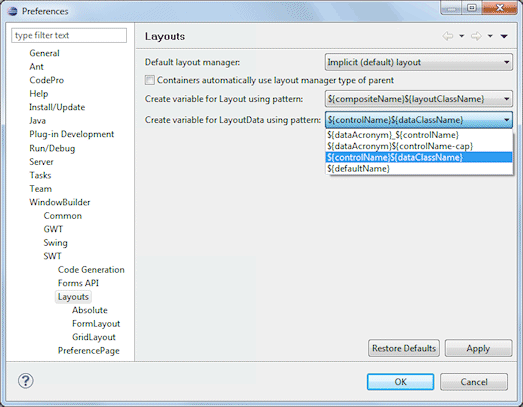 Preferences
type filter text
General
Ant
CodePro
Help
Install/Update
Java
Plug-in Development
Run/Debug
Server
Tasks
Team
WindowBuilder
Common
GWT
Swing
SWT
Code Generation
Forms API
Layouts
Absolute
FormLayout
GridLayout
PreferencePage
Layouts
Default layout manager: Implicit (default) layout
Containers automatically use layout manager type of parent
Create variable for Layout using pattern: ${compositeName}${layoutClassName}
Create variable for LayoutData using pattern: ${controlName}${dataClassName}
${dataAcronym}_${controlName}
${dataAcronym}${controlName-cap}
${controlName}${dataClassName}
${defaultName}
Restore Defaults Apply
? OK Cancel